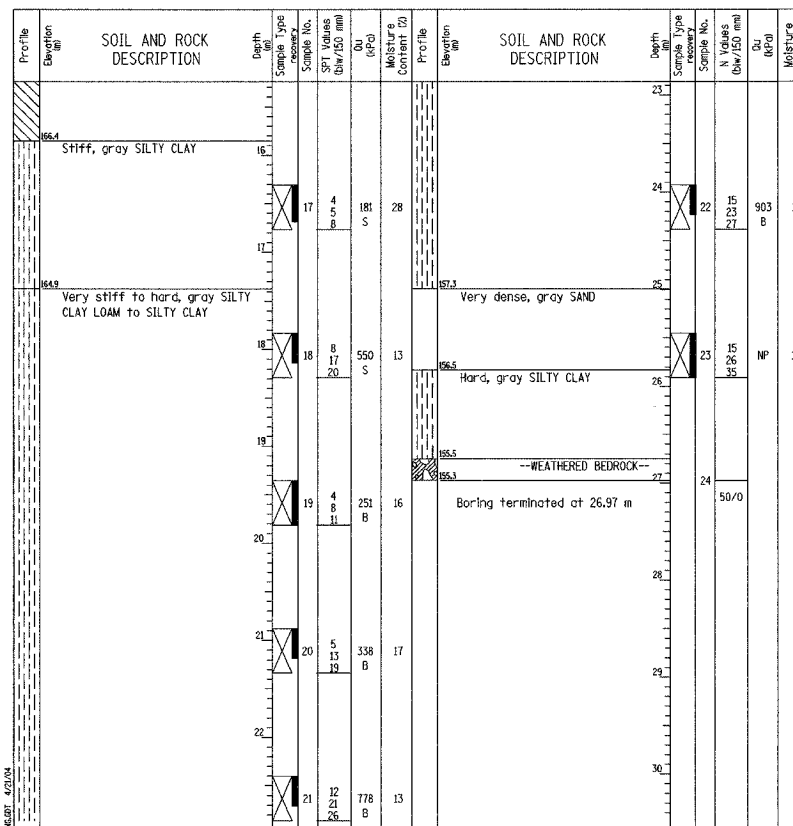 Profile
Elevation (m)
SOIL AND ROCK
DESCRIPTION
Depth (m)
Sample Type
recovery
Sample No.
SPT Values
(blw/150 mm)
Qu
(kPa)
Moisture
Content (%)
Profile
Elevation (m)
SOIL AND ROCK
DESCRIPTION
Depth (m)
Sample Type
recovery
Sample No.
N Values
(blw/150 mm)
Qu
(kPa)
Moisture
166.4
Stiff, gray SILTY CLAY
16
17
4
5
8
181
S
28
17
164.9
Very stiff to hard, gray SILTY
CLAY LOAM to SILTY CLAY
18
18
8
17
20
550
S
13
19
19
4
8
11
251
B
16
20
21
20
5
13
19
338
B
17
22
21
12
21
26
778
B
13
23
24
22
15
23
27
903
B
157.3
25
Very dense, gray SAND
23
15
26
35
NP
156.5
Hard, gray SILTY CLAY
26
155.5
--WEATHERED BEDROCK--
155.3
27
24
50/0
Boring terminated at 26.97 m
28
29
30
4/21/04